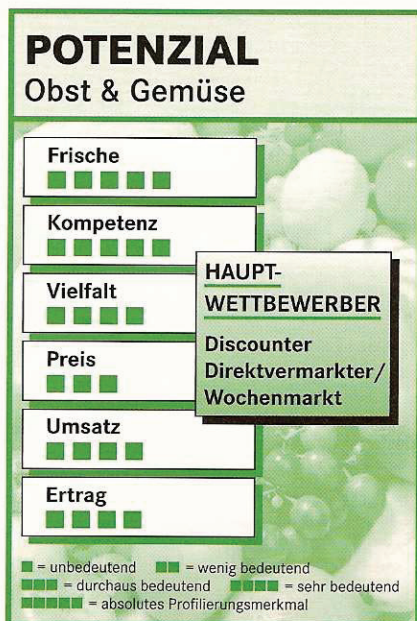 POTENZIAL
Obst & Gemüse
Frische
■ ■ ■ ■ ■
Kompetenz
■ ■ ■ ■ ■
Vielfalt
■ ■ ■ ■
Preis
■ ■ ■
Umsatz
■ ■ ■ ■
Ertrag
■ ■ ■ ■
HAUPT-
WETTBEWERBER
Discounter
Direktvermarkter/
Wochenmarkt
■ = unbedeutend ■■ = wenig bedeutend
■■■ = durchaus bedeutend ■■■■ = sehr bedeutend
■■■■■ = absolutes Profilierungsmerkmal